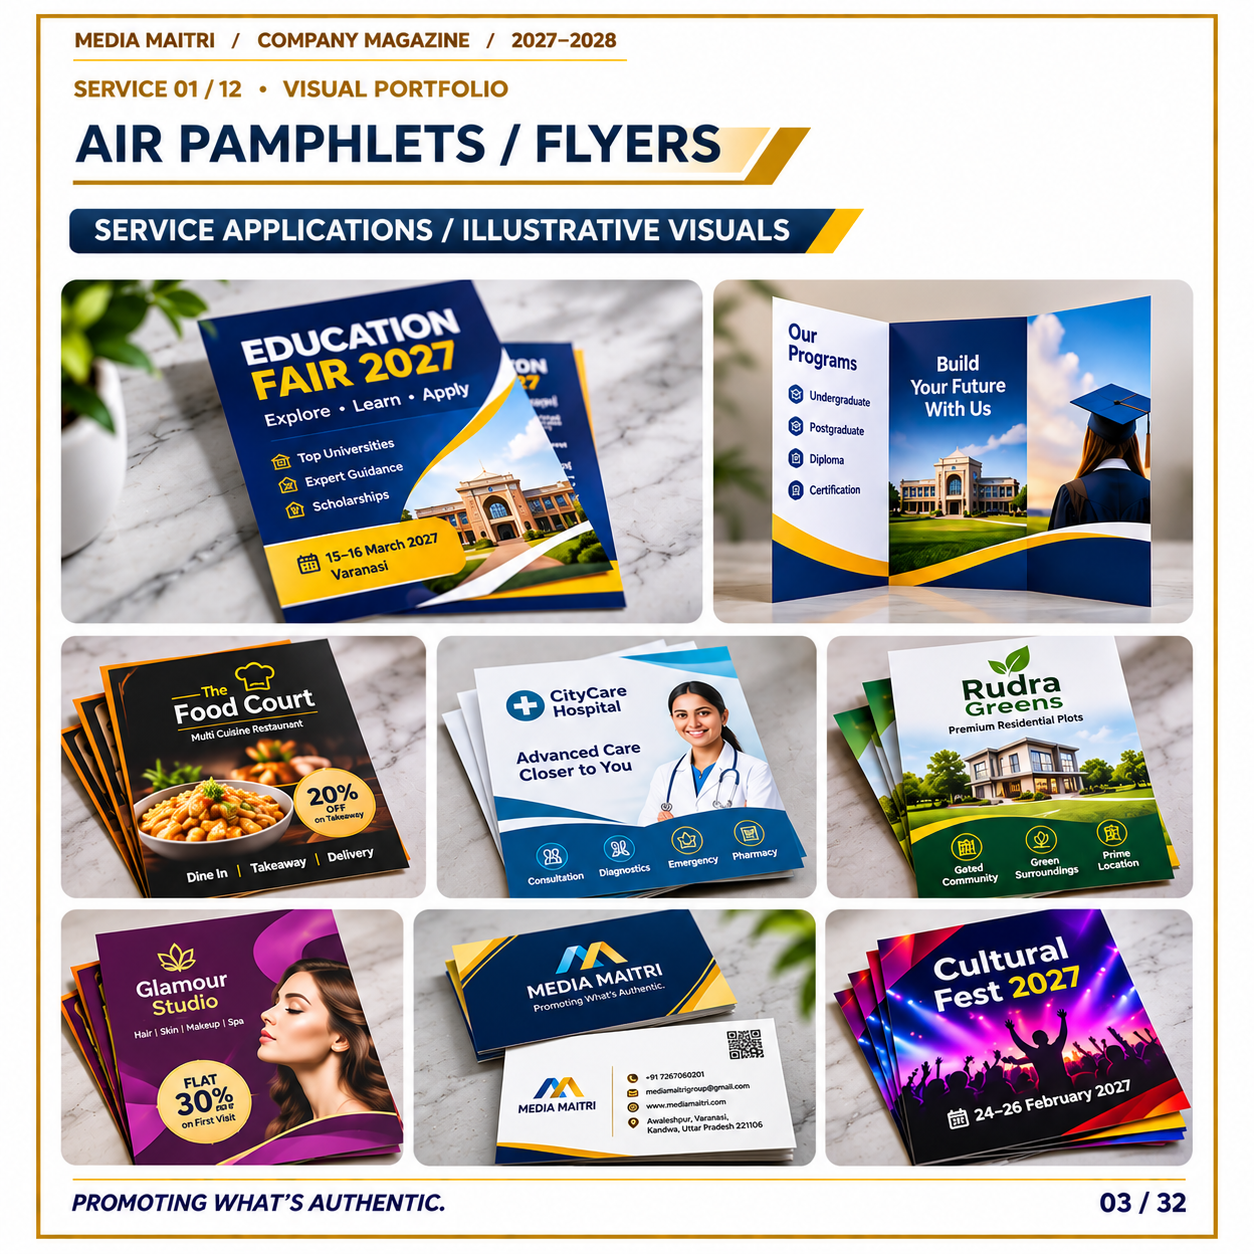 MEDIA MAITRI / COMPANY MAGAZINE / 2027–2028
SERVICE 01 / 12 • VISUAL PORTFOLIO
AIR PAMPHLETS / FLYERS
SERVICE APPLICATIONS / ILLUSTRATIVE VISUALS
EDUCATION
FAIR 2027
Explore • Learn • Apply
Top Universities
Expert Guidance
Scholarships
15–16 March 2027
Varanasi
Our
Programs
Undergraduate
Postgraduate
Diploma
Certification
Build
Your Future
With Us
The
Food Court
Multi Cuisine Restaurant
20%
OFF
on Takeaway
Dine In | Takeaway | Delivery
CityCare
Hospital
Advanced Care
Closer to You
Consultation
Diagnostics
Emergency
Pharmacy
Rudra
Greens
Premium Residential Plots
Gated
Community
Green
Surroundings
Prime
Location
Glamour
Studio
Hair | Skin | Makeup | Spa
FLAT
30%
on First Visit
MEDIA MAITRI
Promoting What's Authentic.
MEDIA MAITRI
+91 7267060201
mediamaitrigroup@gmail.com
www.mediamaitri.com
Awaleshpur, Varanasi,
Kandwa, Uttar Pradesh 221106
Cultural
Fest 2027
24–26 February 2027
PROMOTING WHAT'S AUTHENTIC.
03 / 32